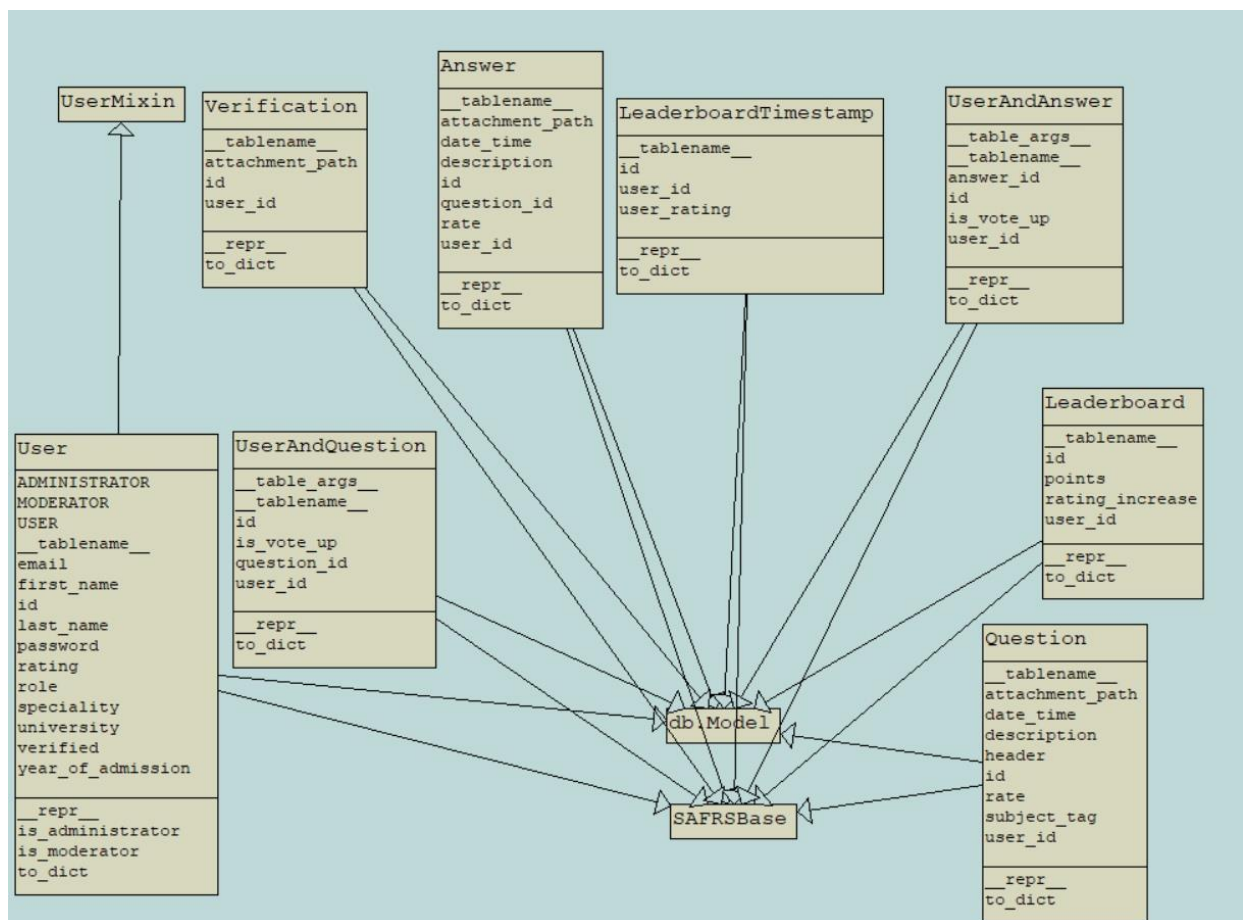 UserMixin
Verification
__tablename__
attachment_path
id
user_id
__repr__
to_dict
Answer
__tablename__
attachment_path
date_time
description
id
question_id
rate
user_id
__repr__
to_dict
LeaderboardTimestamp
__tablename__
id
user_id
user_rating
__repr__
to_dict
UserAndAnswer
__table_args__
__tablename__
answer_id
id
is_vote_up
user_id
__repr__
to_dict
User
ADMINISTRATOR
MODERATOR
USER
__tablename__
email
first_name
id
last_name
password
rating
role
speciality
university
verified
year_of_admission
__repr__
is_administrator
is_moderator
to_dict
UserAndQuestion
__table_args__
__tablename__
id
is_vote_up
question_id
user_id
__repr__
to_dict
Leaderboard
__tablename__
id
points
rating_increase
user_id
__repr__
to_dict
db.Model
SAFRSBase
Question
__tablename__
attachment_path
date_time
description
header
id
rate
subject_tag
user_id
__repr__
to_dict